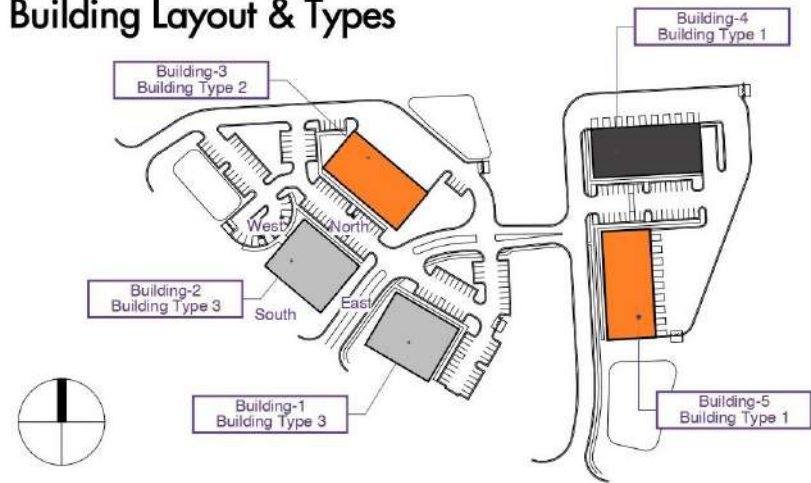 Building Layout & Types
Building-4
Building Type 1
Building-3
Building Type 2
West
North
Building-2
Building Type 3
South
East
Building-1
Building Type 3
Building-5
Building Type 1